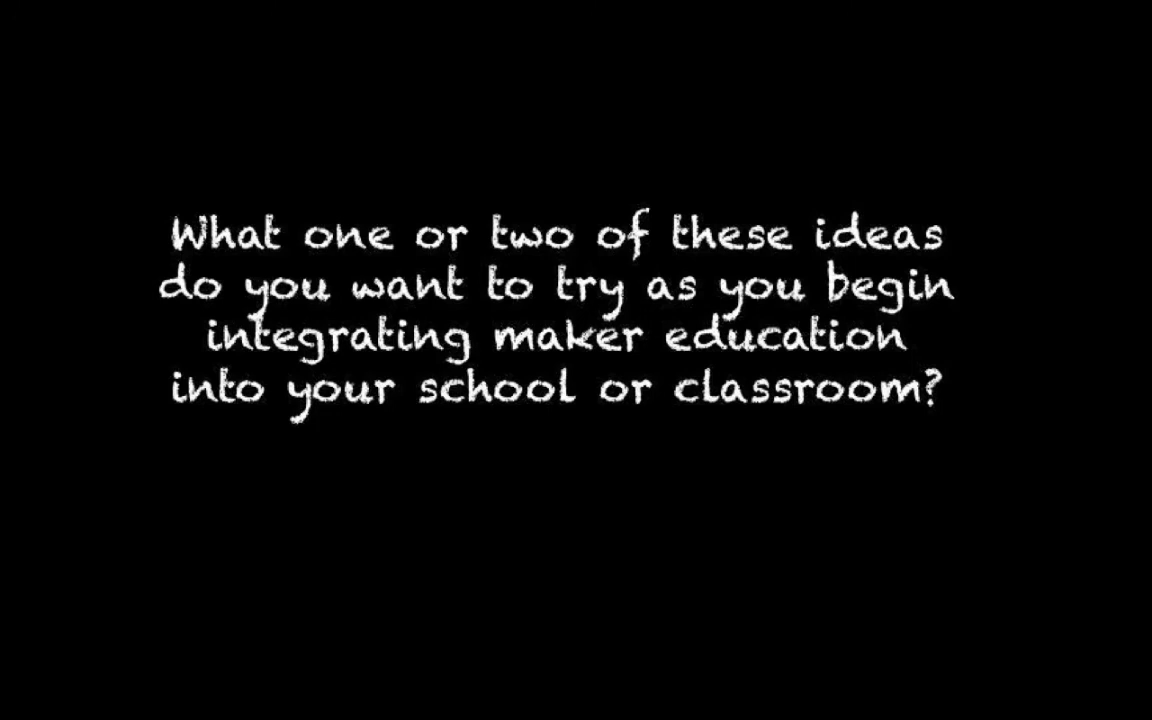 What one or two of these ideas
do you want to try as you begin
integrating maker education
into your school or classroom?